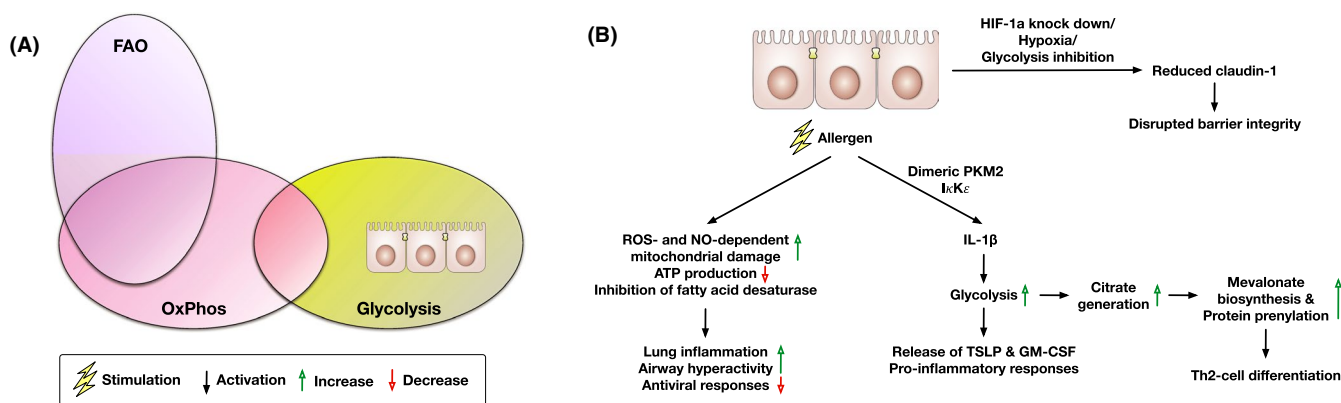 (A)
FAO
OxPhos
Glycolysis
Stimulation
Activation
Increase
Decrease
(B)
HIF-1a knock down/
Hypoxia/
Glycolysis inhibition
Reduced claudin-1
Disrupted barrier integrity
Allergen
Dimeric PKM2
IκKε
ROS- and NO-dependent
mitochondrial damage
ATP production
Inhibition of fatty acid desaturase
Lung inflammation
Airway hyperactivity
Antiviral responses
IL-1β
Glycolysis
Release of TSLP & GM-CSF
Pro-inflammatory responses
Citrate
generation
Mevalonate
biosynthesis &
Protein prenylation
Th2-cell differentiation